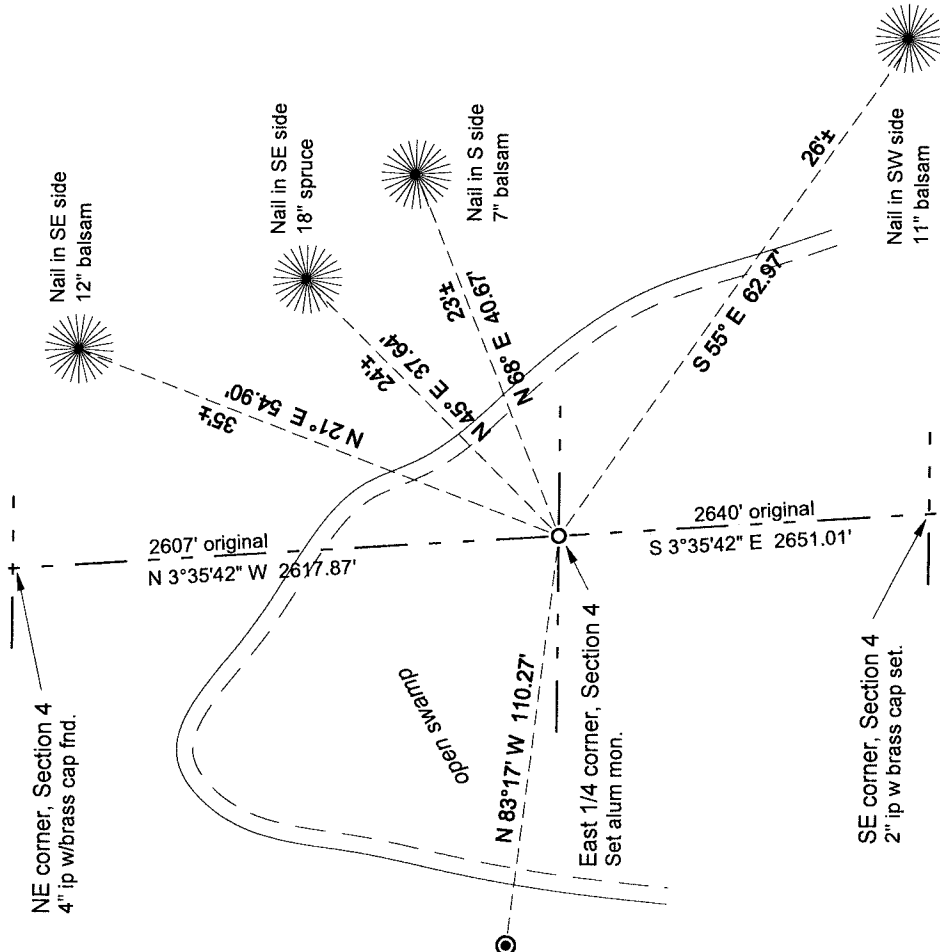 NE corner, Section 4
4" ip w/brass cap fnd.
Nail in SE side
12" balsam
Nail in SE side
18" spruce
Nail in S side
7" balsam
Nail in SW side
11" balsam
35'±
N 21° E 54.90'
24'±
N 45° E 37.64'
23'±
N 68° E 40.67'
26'±
S 55° E 62.97'
2607' original
N 3°35'42" W 2617.87'
2640' original
S 3°35'42" E 2651.01'
open swamp
N 83°17' W 110.27'
East 1/4 corner, Section 4
Set alum mon.
SE corner, Section 4
2" ip w brass cap set.